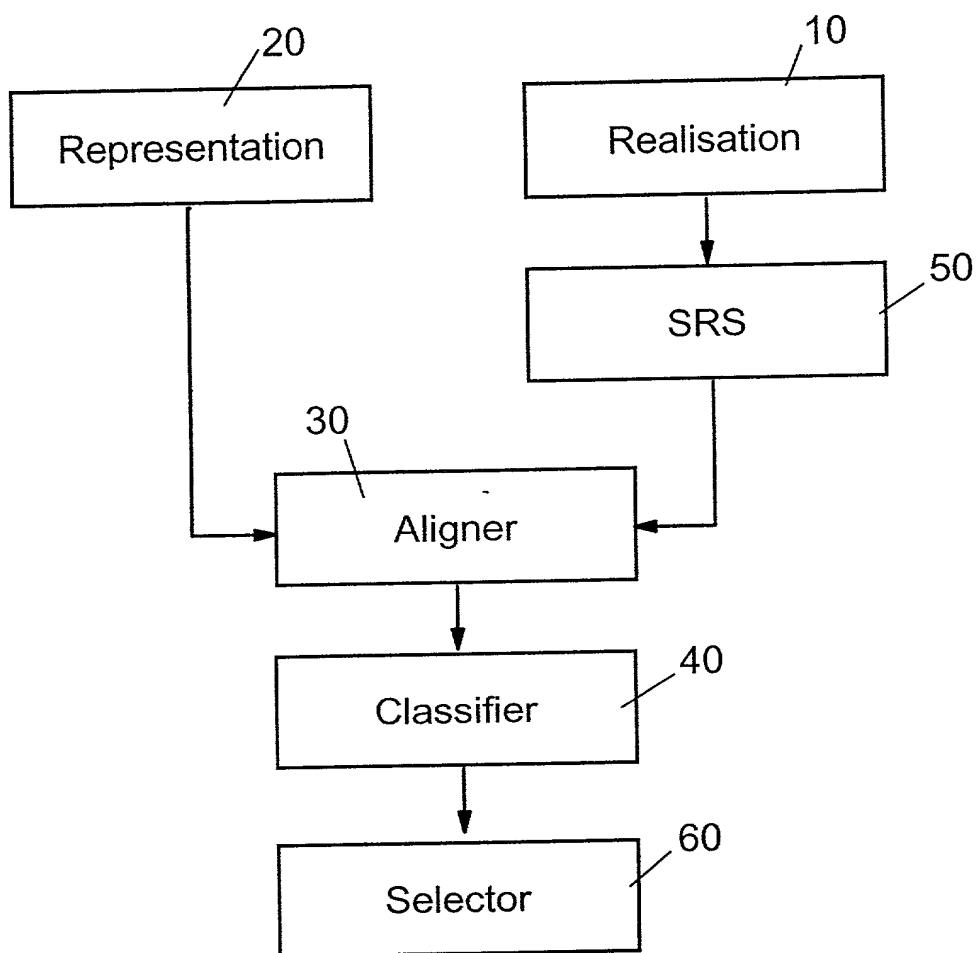 20
10
Representation
Realisation
50
SRS
30
Aligner
40
Classifier
60
Selector